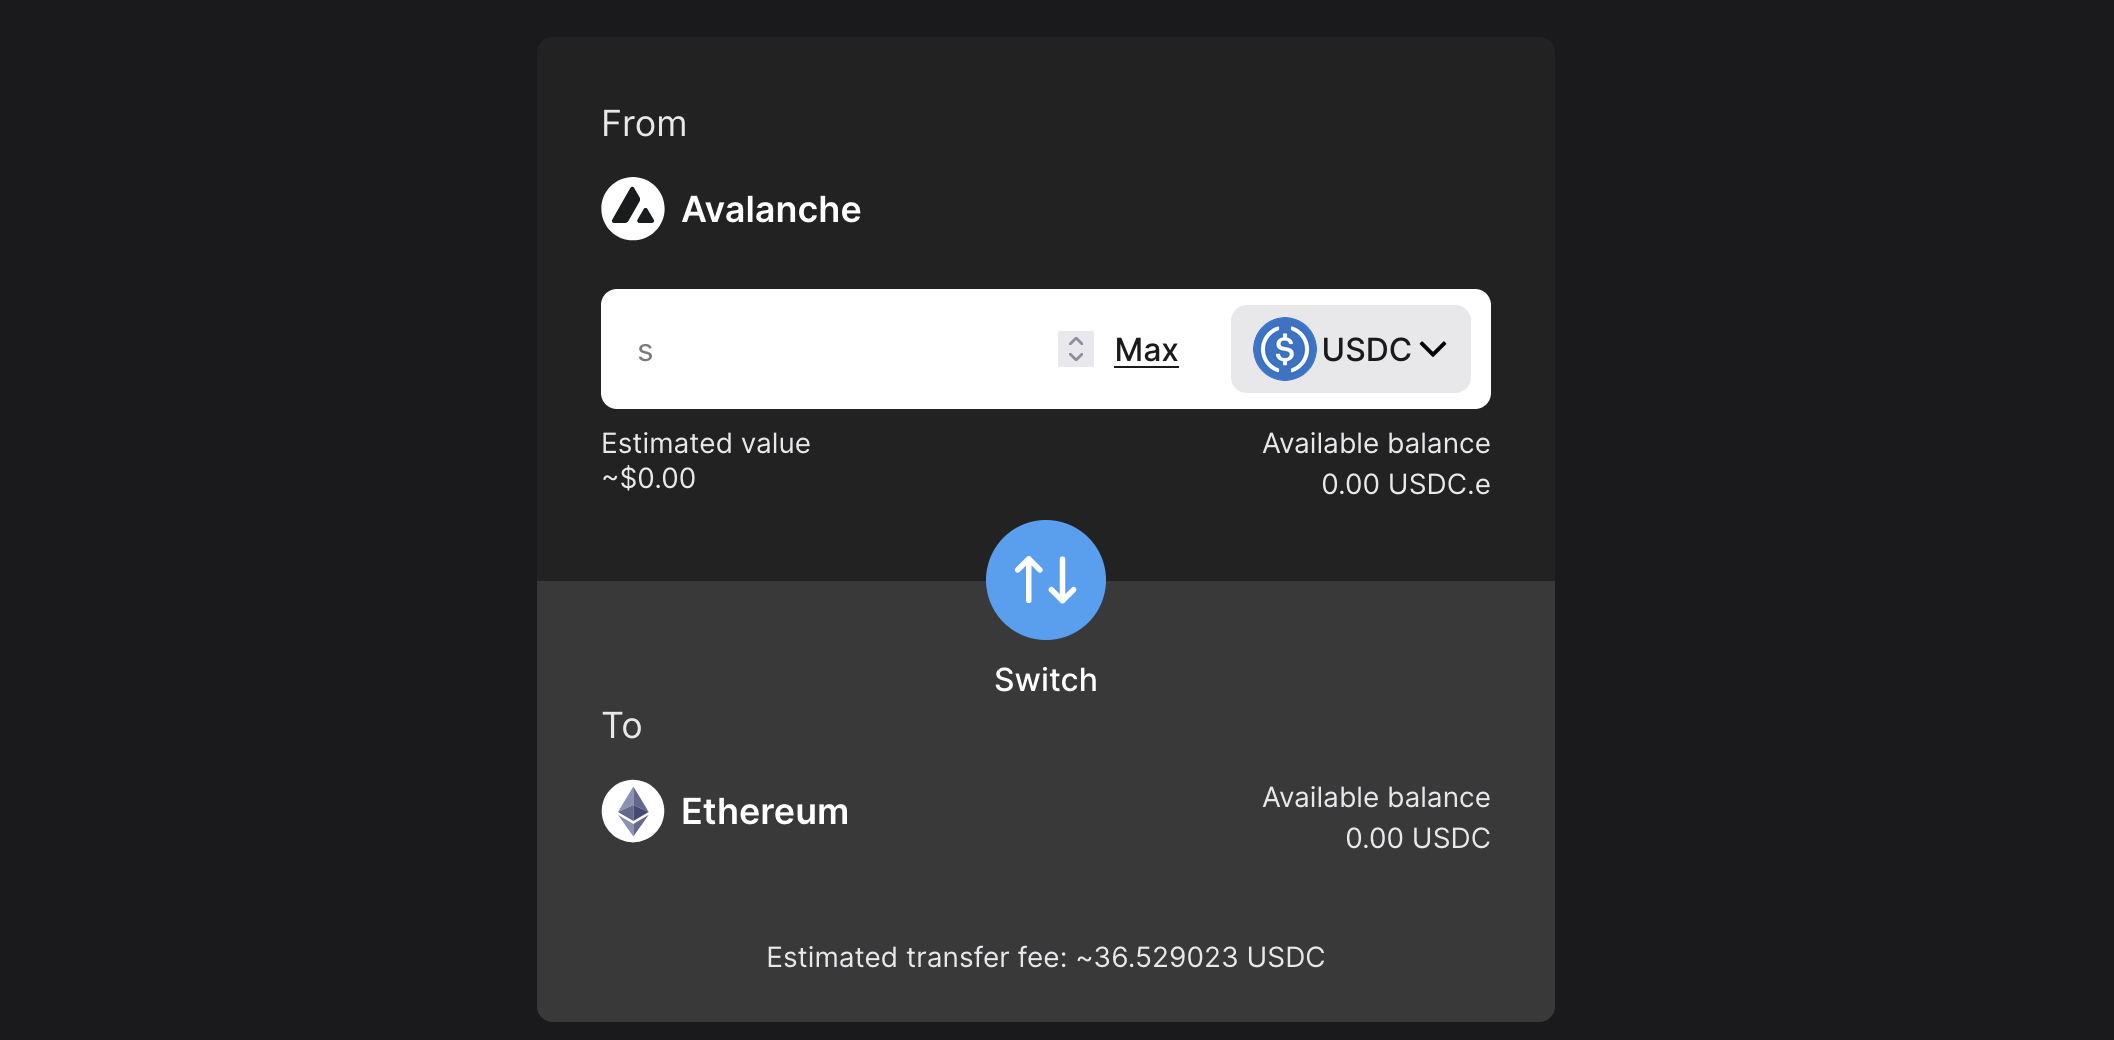 From
Avalanche
s Max USDC
Estimated value Available balance
~$0.00 0.00 USDC.e
Switch
To
Ethereum
Available balance
0.00 USDC
Estimated transfer fee: ~36.529023 USDC